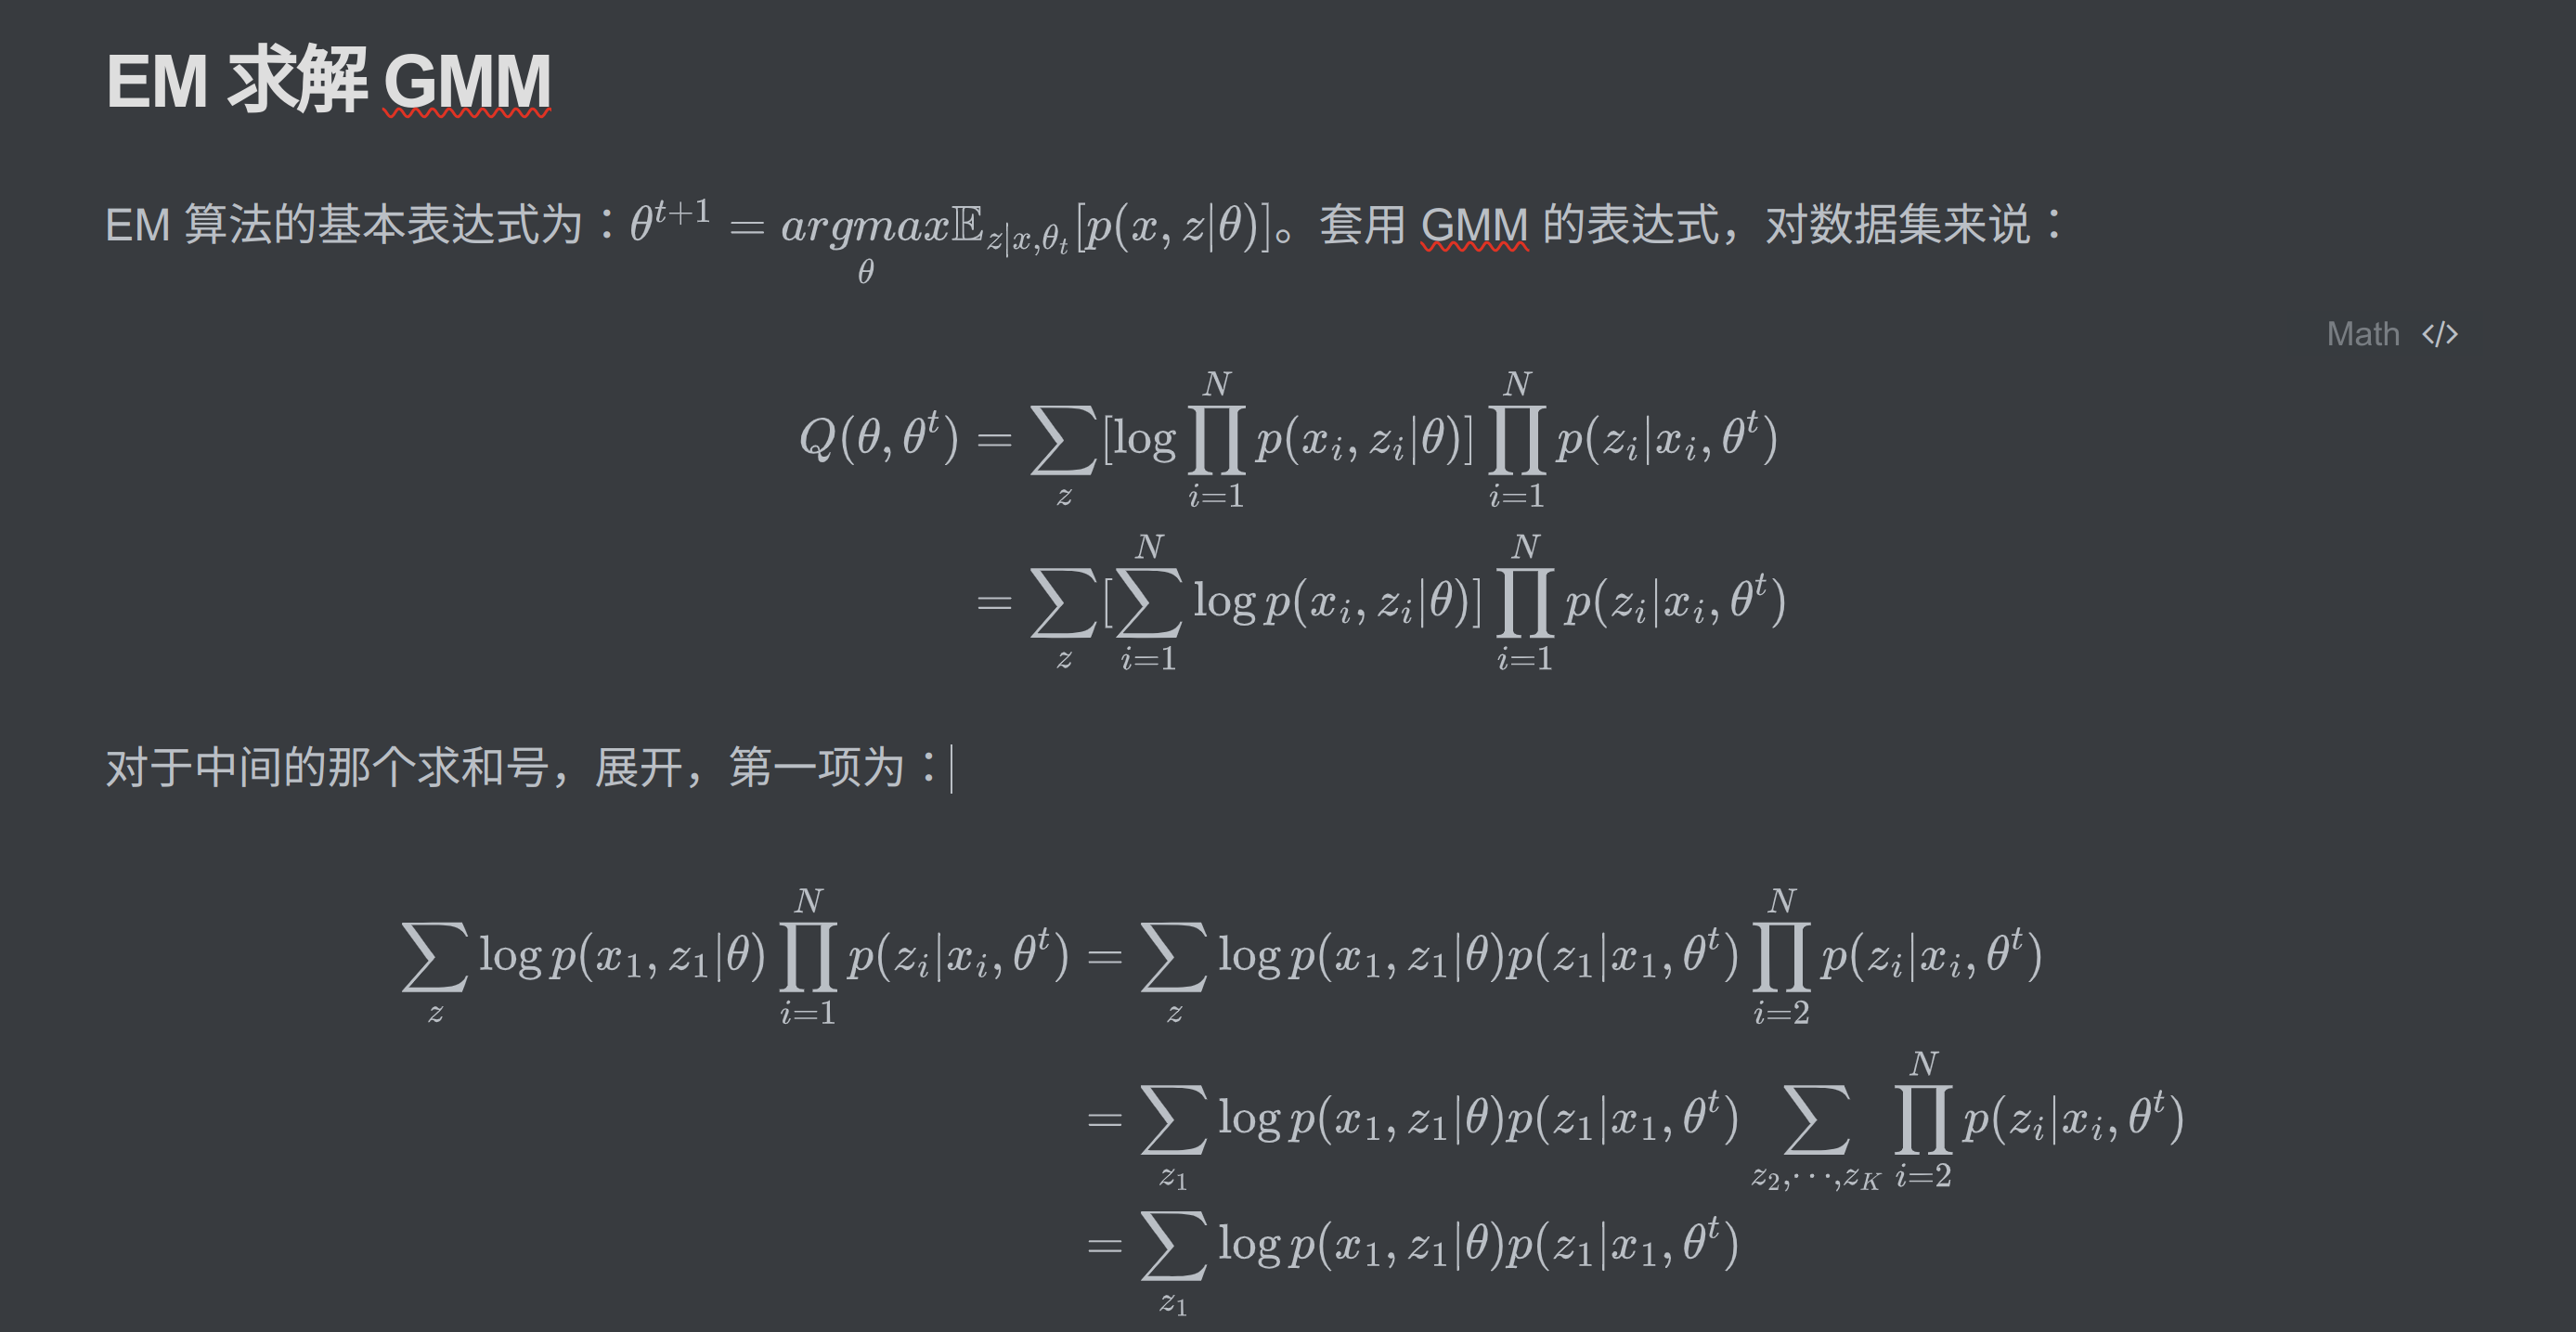 EM 求解 GMM
EM 算法的基本表达式为：$\theta^{t+1} = \underset{\theta}{argmax}\mathbb{E}_{z|x,\theta_t}[p(x,z|\theta)]$。套用 GMM 的表达式，对数据集来说：
Math </>
$Q(\theta,\theta^t) = \sum_{z}[\log\prod_{i=1}^{N}p(x_i,z_i|\theta)]\prod_{i=1}^{N}p(z_i|x_i,\theta^t)$
$= \sum_{z}[\sum_{i=1}^{N}\log p(x_i,z_i|\theta)]\prod_{i=1}^{N}p(z_i|x_i,\theta^t)$
对于中间的那个求和号，展开，第一项为：
$\sum_{z}\log p(x_1,z_1|\theta)\prod_{i=1}^{N}p(z_i|x_i,\theta^t) = \sum_{z}\log p(x_1,z_1|\theta)p(z_1|x_1,\theta^t)\prod_{i=2}^{N}p(z_i|x_i,\theta^t)$
$= \sum_{z_1}\log p(x_1,z_1|\theta)p(z_1|x_1,\theta^t)\sum_{z_2,\cdots,z_K}\prod_{i=2}^{N}p(z_i|x_i,\theta^t)$
$= \sum_{z_1}\log p(x_1,z_1|\theta)p(z_1|x_1,\theta^t)$